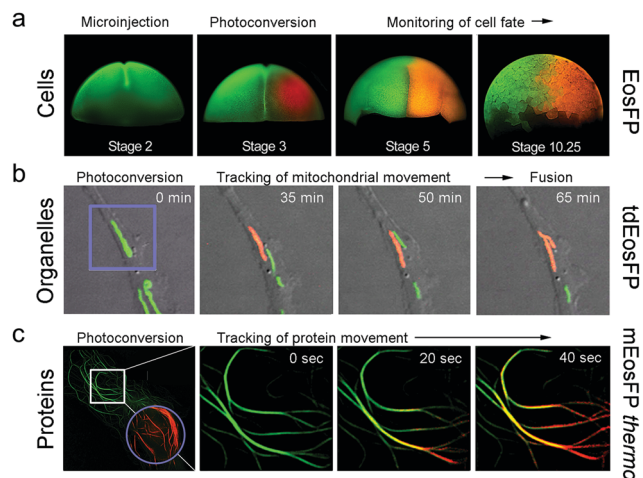 a
Microinjection
Photoconversion
Monitoring of cell fate
Cells
Stage 2
Stage 3
Stage 5
Stage 10.25
EosFP
b
Photoconversion
Tracking of mitochondrial movement
Fusion
Organelles
0 min
35 min
50 min
65 min
tdEosFP
c
Photoconversion
Tracking of protein movement
Proteins
0 sec
20 sec
40 sec
mEosFP thermo